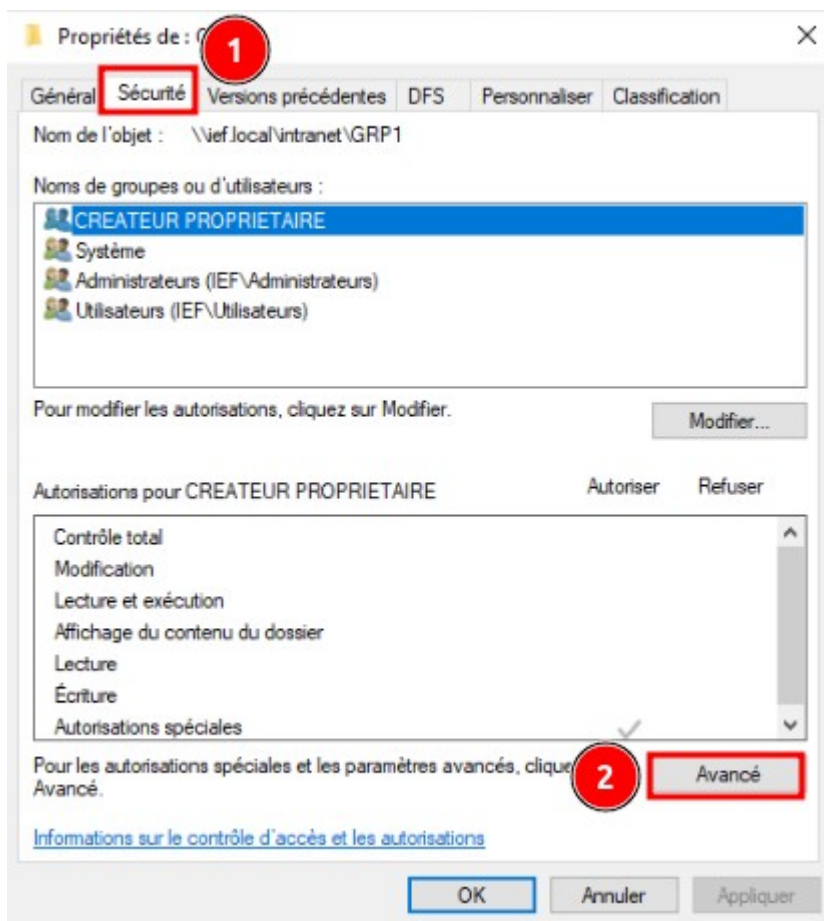 Propriétés de :
1
Général
Sécurité
Versions précédentes
DFS
Personnaliser
Classification
Nom de l'objet : \\ief.local\intranet\GRP1
Noms de groupes ou d'utilisateurs :
CREATEUR PROPRIETAIRE
Système
Administrateurs (IEF\Administrateurs)
Utilisateurs (IEF\Utilisateurs)
Pour modifier les autorisations, cliquez sur Modifier.
Modifier...
Autorisations pour CREATEUR PROPRIETAIRE
Autoriser
Refuser
Contrôle total
Modification
Lecture et exécution
Affichage du contenu du dossier
Lecture
Écriture
Autorisations spéciales
Pour les autorisations spéciales et les paramètres avancés,
Avancé.
2
Avancé
Informations sur le contrôle d'accès et les autorisations
OK
Annuler
Appliquer